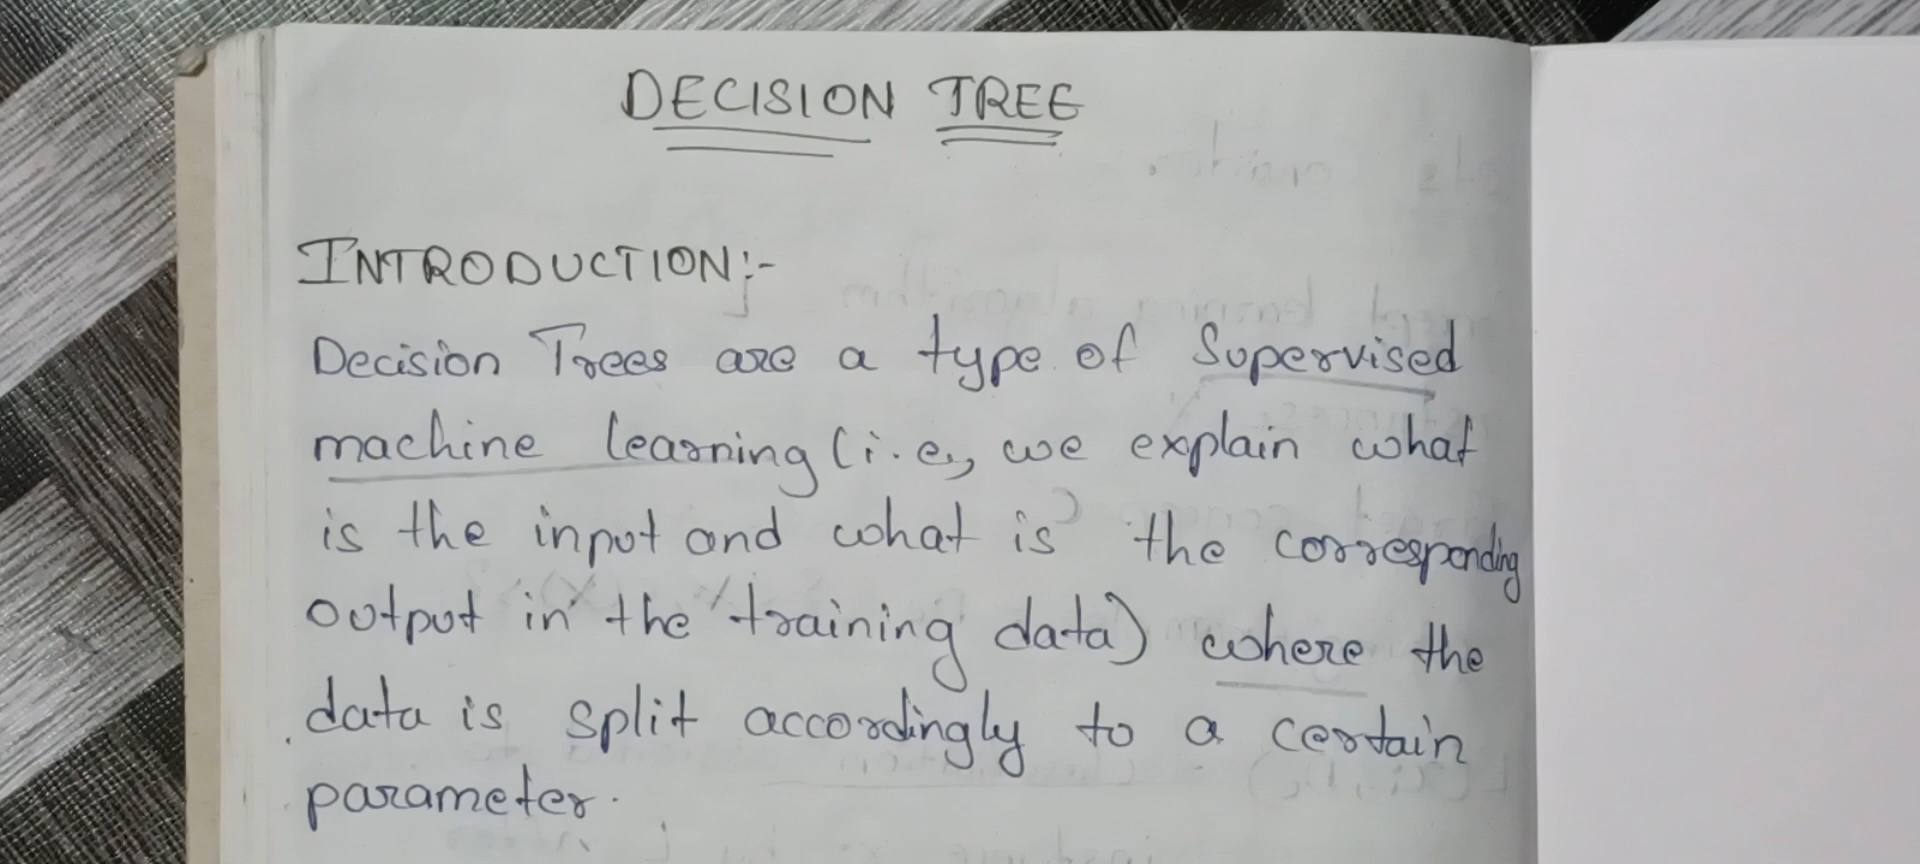 DECISION TREE
INTRODUCTION:-
Decision Trees are a type of Supervised
machine learning (i.e., we explain what
is the input and what is the corresponding
output in the training data) where the
data is split accordingly to a certain
parameter.